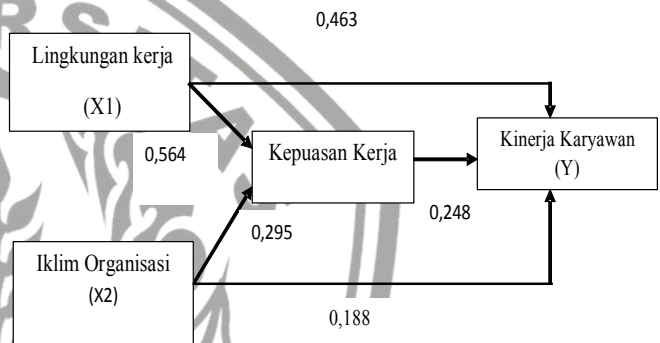 0,463
Lingkungan kerja
(X1)
0,564
Kepuasan Kerja
Kinerja Karyawan
(Y)
0,248
0,295
Iklim Organisasi
(X2)
0,188